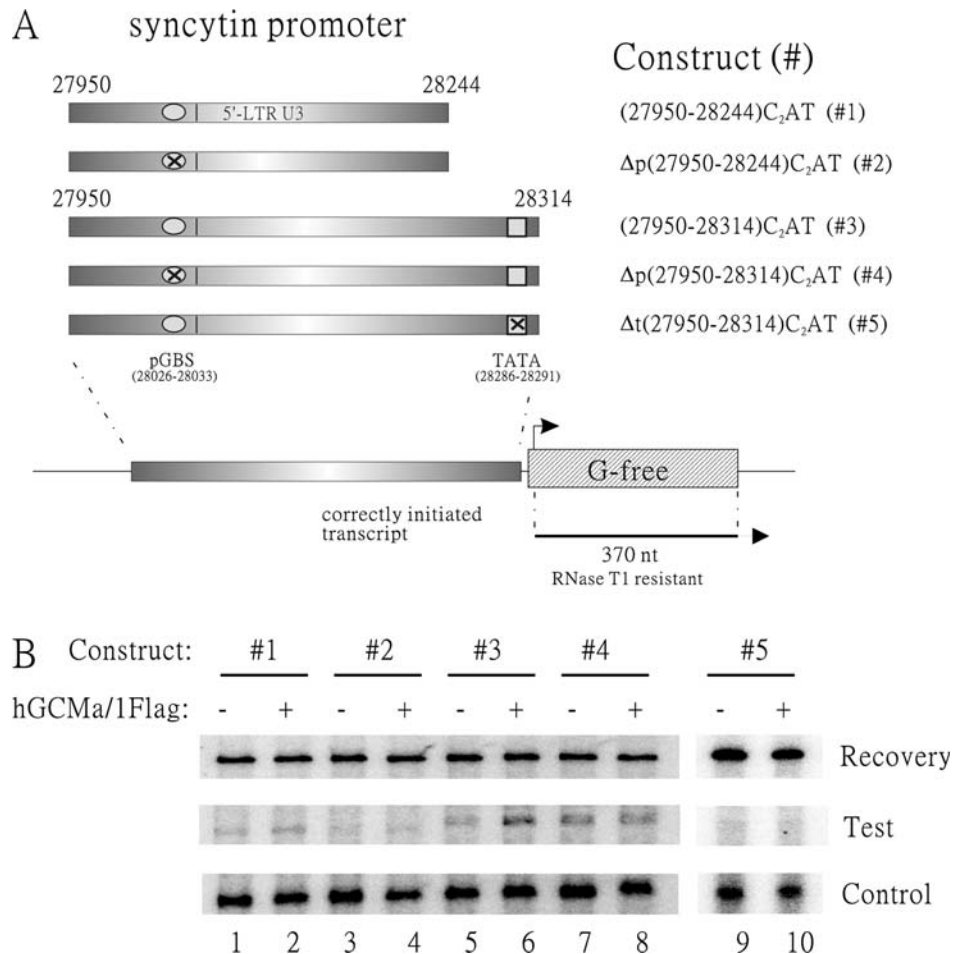 A
syncytin promoter
Construct (#)
27950 28244
5'-LTR U3
(27950-28244)C₂AT (#1)
Δp(27950-28244)C₂AT (#2)
27950 28314
(27950-28314)C₂AT (#3)
Δp(27950-28314)C₂AT (#4)
Δt(27950-28314)C₂AT (#5)
pGBS TATA
(28026-28033) (28286-28291)
G-free
correctly initiated
transcript
370 nt
RNase T1 resistant
B
Construct: #1 #2 #3 #4 #5
hGCMa/1Flag: - + - + - + - + - +
Recovery
Test
Control
1 2 3 4 5 6 7 8 9 10